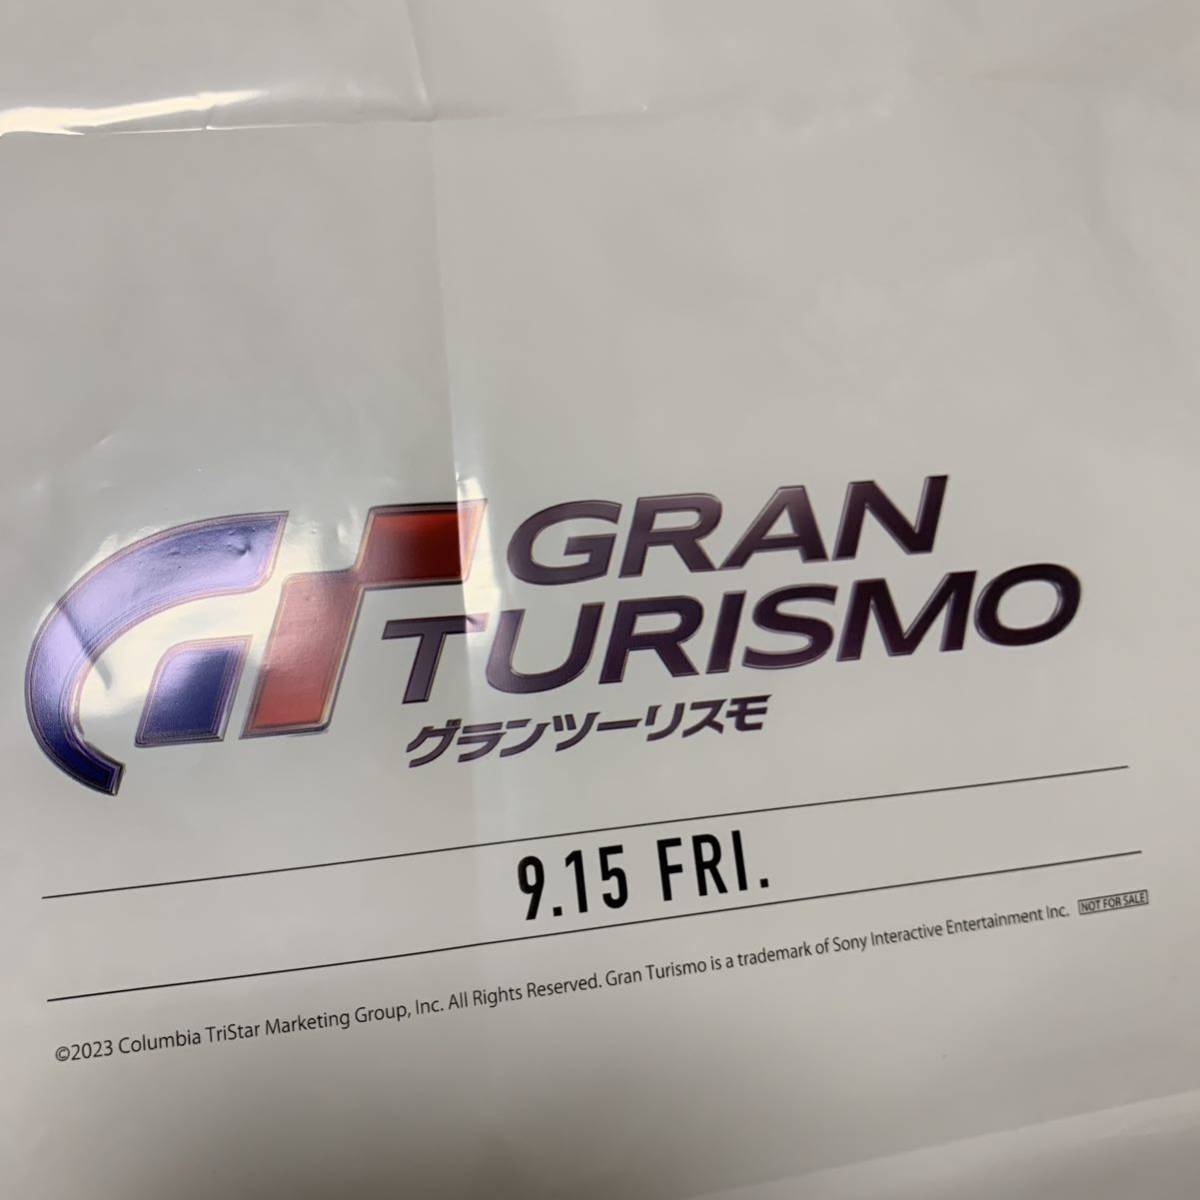 GT
GRAN
TURISMO
グランツーリスモ
9.15 FRI.
©2023 Columbia TriStar Marketing Group, Inc. All Rights Reserved. Gran Turismo is a trademark of Sony Interactive Entertainment Inc. NOT FOR SALE